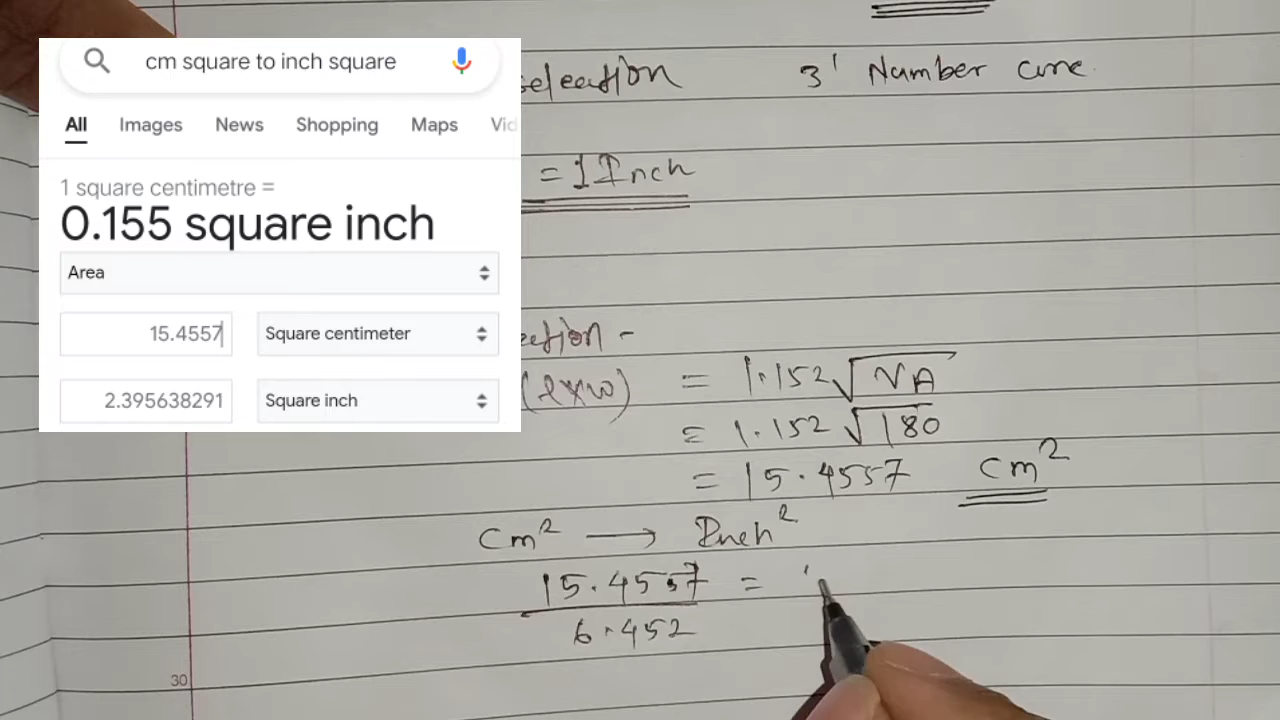 cm square to inch square
All Images News Shopping Maps Vid
1 square centimetre =
0.155 square inch
Area
15.4557 Square centimeter
2.395638291 Square inch
selection 3' Number core
= 1 Inch
ection -
(lxw) = 1.152√VA
= 1.152√180
= 15.4557 cm²
cm² → Inch²
15.4557 =
6.452
30